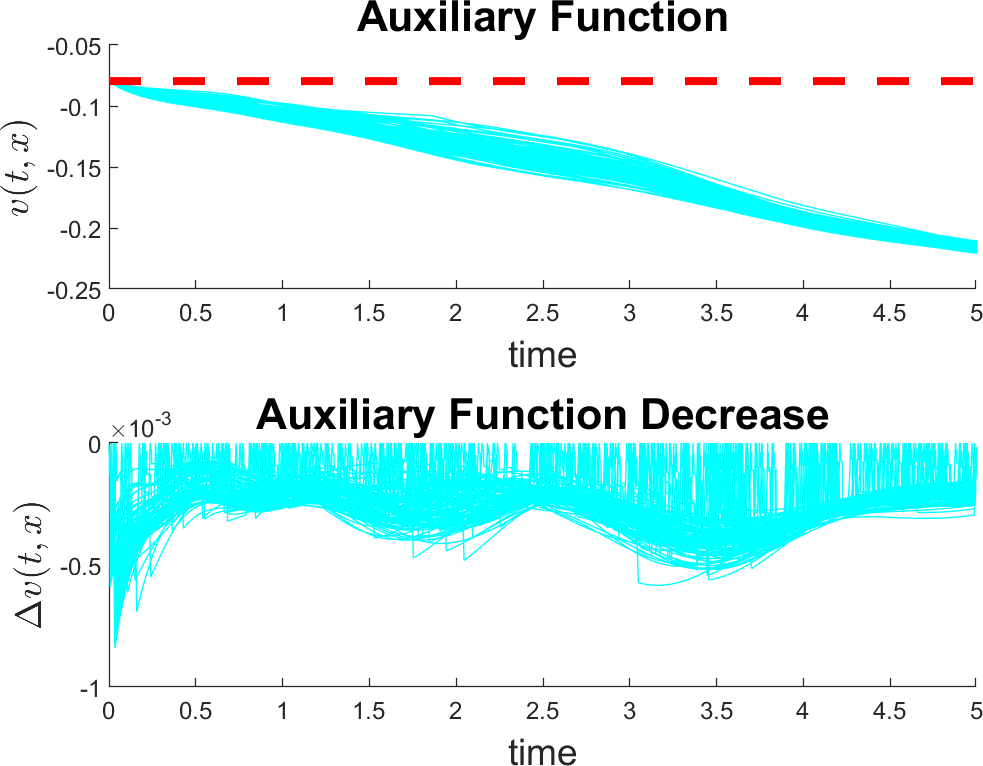 Auxiliary Function
-0.05
-0.1
-0.15
-0.2
-0.25
v(t, x)
0 0.5 1 1.5 2 2.5 3 3.5 4 4.5 5
time
Auxiliary Function Decrease
×10-3
0
-0.5
-1
Δv(t, x)
0 0.5 1 1.5 2 2.5 3 3.5 4 4.5 5
time